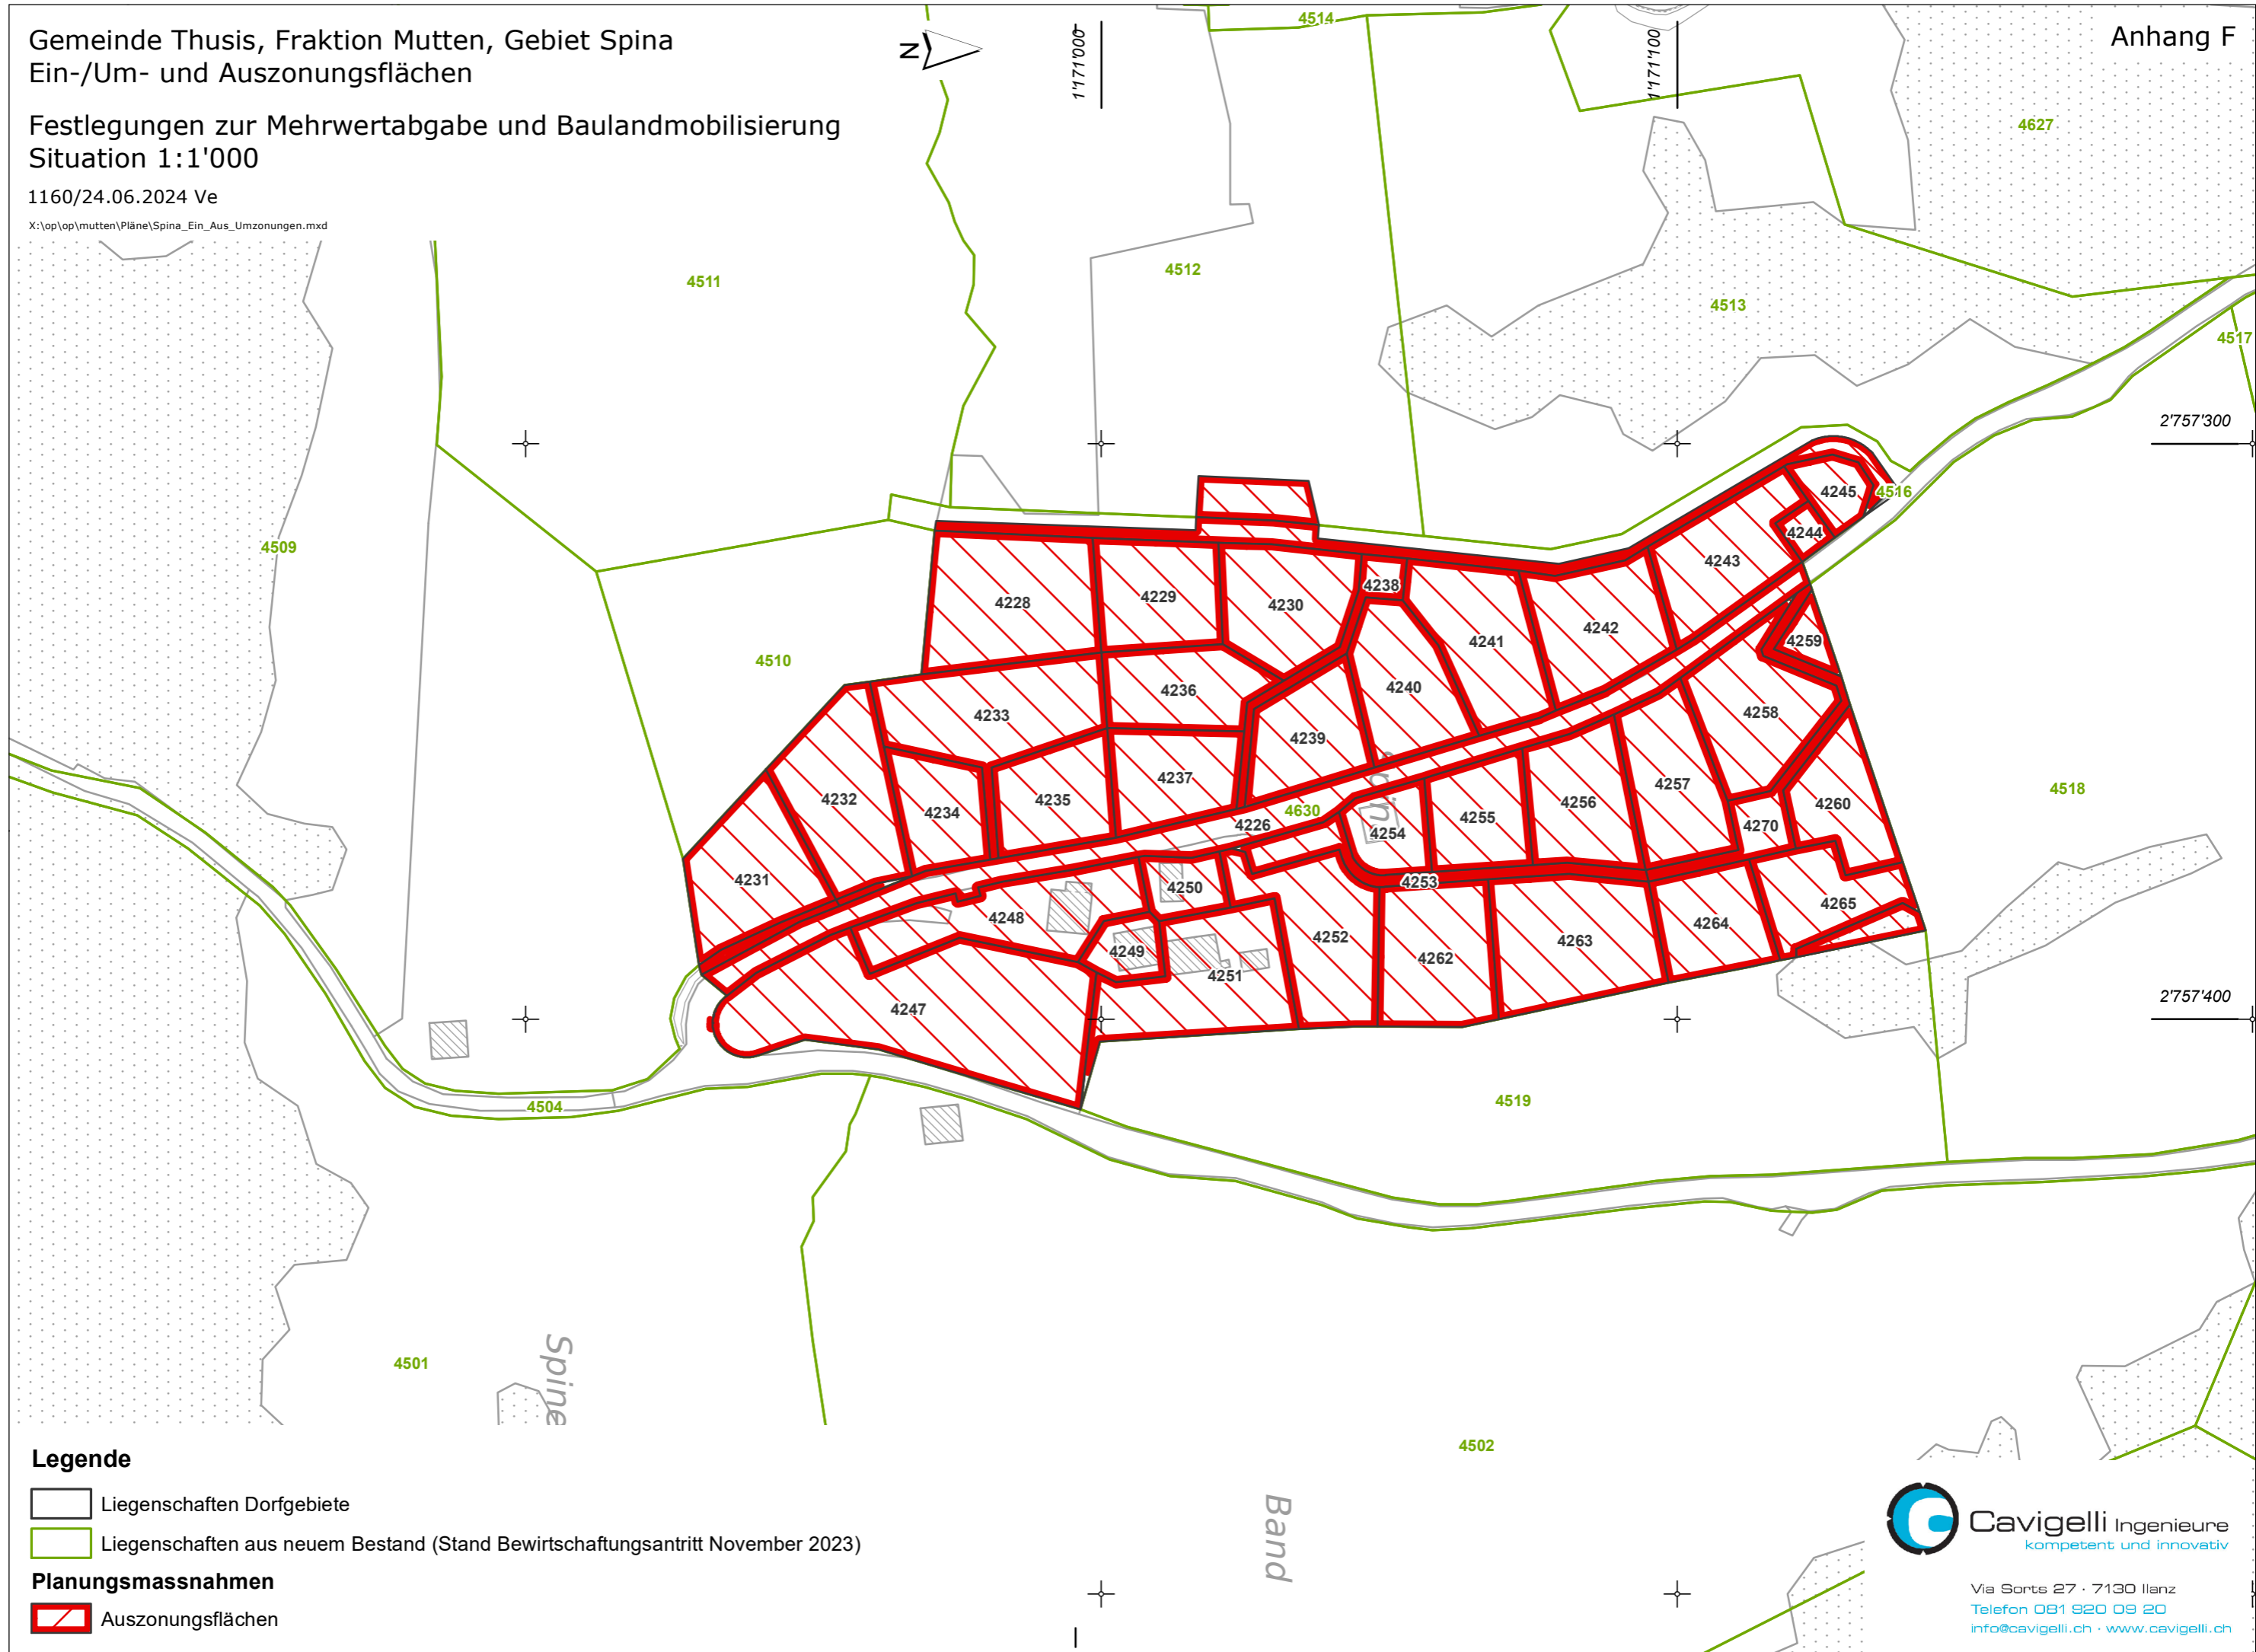 Gemeinde Thusis, Fraktion Mutten, Gebiet Spina
Ein-/Um- und Auszonungsflächen
Festlegungen zur Mehrwertabgabe und Baulandmobilisierung
Situation 1:1'000
1160/24.06.2024 Ve
X:\op\op\mutten\Pläne\Spina_Ein_Aus_Umzonungen.mxd
N
1'171'000
1'171'100
Anhang F
4514
4627
4511
4512
4513
4517
2'757'300
4509
4516
4245
4244
4243
4238
4228
4229
4230
4242
4241
4259
4510
4236
4240
4258
4233
4239
4237
4257
4518
4232
4235
4234
4256
4260
4630
4255
4226
4254
4270
4231
4250
4253
4265
4248
4264
4252
4263
4249
4262
4251
2'757'400
4247
4504
4519
4501
Spine
4502
Band
Legende
Liegenschaften Dorfgebiete
Liegenschaften aus neuem Bestand (Stand Bewirtschaftungsantritt November 2023)
Planungsmassnahmen
Auszonungsflächen
Cavigelli Ingenieure
kompetent und innovativ
Via Sorts 27 · 7130 Ilanz
Telefon 081 920 09 20
info@cavigelli.ch · www.cavigelli.ch